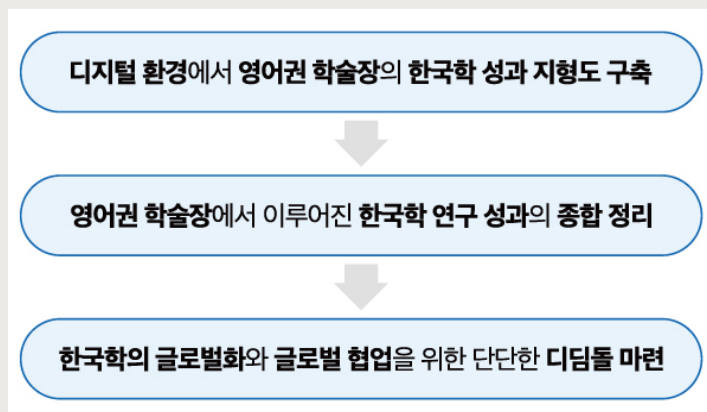 디지털 환경에서 영어권 학술장의 한국학 성과 지형도 구축
영어권 학술장에서 이루어진 한국학 연구 성과의 종합 정리
한국학의 글로벌화와 글로벌 협업을 위한 단단한 디딤돌 마련